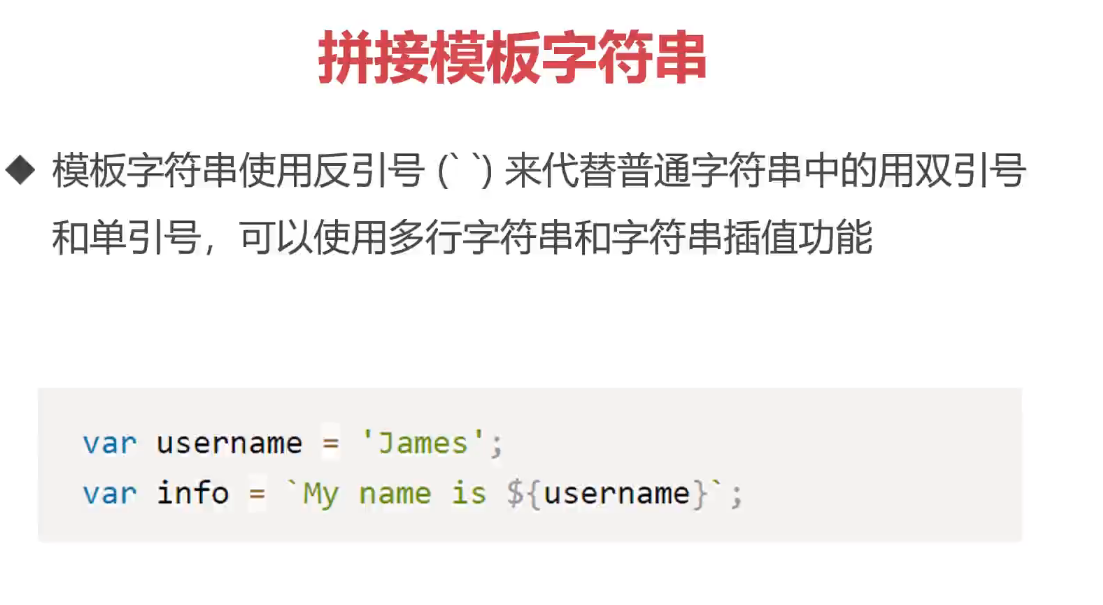 拼接模板字符串
◆ 模板字符串使用反引号 (` `) 来代替普通字符串中的用双引号
和单引号，可以使用多行字符串和字符串插值功能
var username = 'James';
var info = `My name is ${username}`;